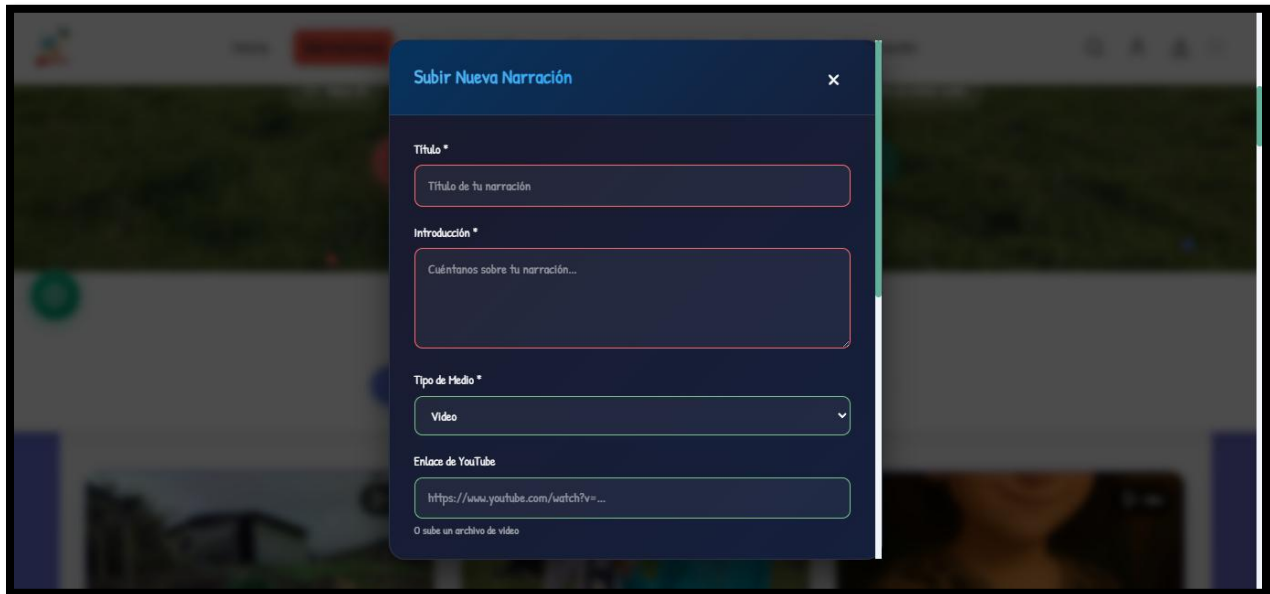 Subir Nueva Narración
Título *
Título de tu narración
Introducción *
Cuéntanos sobre tu narración...
Tipo de Medio *
Video
Enlace de YouTube
https://www.youtube.com/watch?v=...
O sube un archivo de video